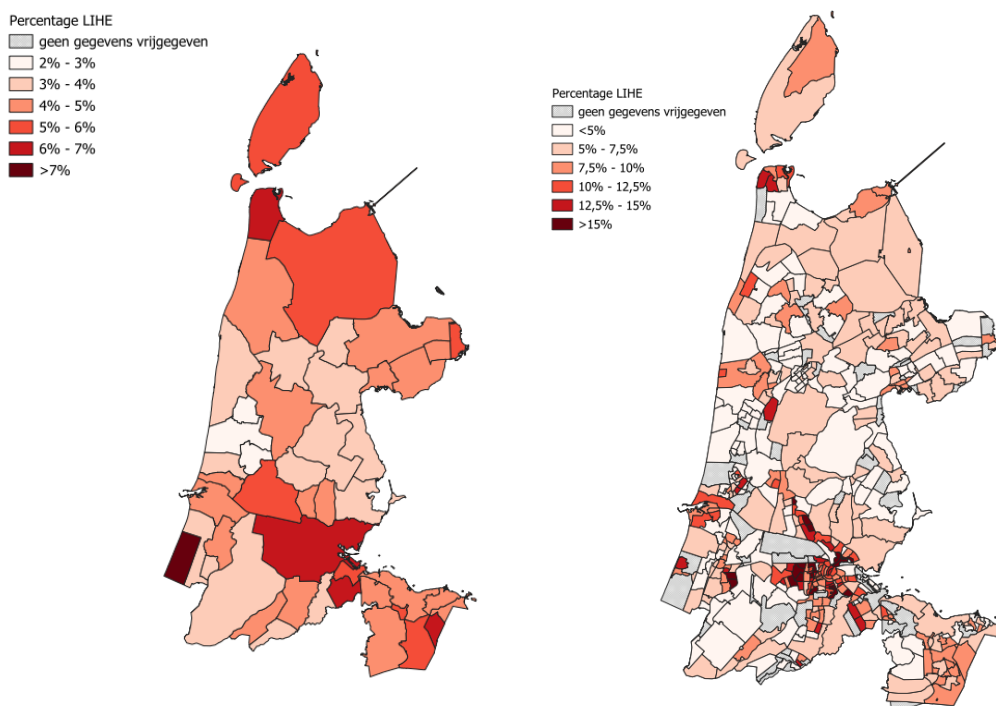 Percentage LIHE
geen gegevens vrijgegeven
2% - 3%
3% - 4%
4% - 5%
5% - 6%
6% - 7%
>7%
Percentage LIHE
geen gegevens vrijgegeven
<5%
5% - 7,5%
7,5% - 10%
10% - 12,5%
12,5% - 15%
>15%